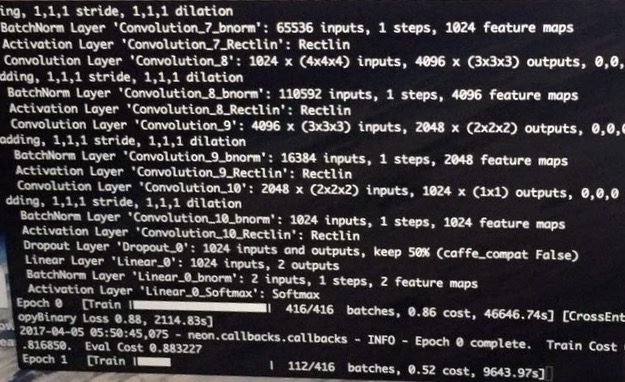 ing, 1,1,1 stride, 1,1,1 dilation
BatchNorm Layer 'Convolution_7_bnorm': 65536 inputs, 1 steps, 1024 feature maps
Activation Layer 'Convolution_7_Rectlin': Rectlin
Convolution Layer 'Convolution_8': 1024 x (4x4x4) inputs, 4096 x (3x3x3) outputs, 0,0,
dding, 1,1,1 stride, 1,1,1 dilation
BatchNorm Layer 'Convolution_8_bnorm': 110592 inputs, 1 steps, 4096 feature maps
Activation Layer 'Convolution_8_Rectlin': Rectlin
Convolution Layer 'Convolution_9': 4096 x (3x3x3) inputs, 2048 x (2x2x2) outputs, 0,0,0
adding, 1,1,1 stride, 1,1,1 dilation
BatchNorm Layer 'Convolution_9_bnorm': 16384 inputs, 1 steps, 2048 feature maps
Activation Layer 'Convolution_9_Rectlin': Rectlin
Convolution Layer 'Convolution_10': 2048 x (2x2x2) inputs, 1024 x (1x1) outputs, 0,0,0
dding, 1,1,1 stride, 1,1,1 dilation
BatchNorm Layer 'Convolution_10_bnorm': 1024 inputs, 1 steps, 1024 feature maps
Activation Layer 'Convolution_10_Rectlin': Rectlin
Dropout Layer 'Dropout_0': 1024 inputs and outputs, keep 50% (caffe_compat False)
Linear Layer 'Linear_0': 1024 inputs, 2 outputs
BatchNorm Layer 'Linear_0_bnorm': 2 inputs, 1 steps, 2 feature maps
Activation Layer 'Linear_0_Softmax': Softmax
Epoch 0 [Train | | 416/416 batches, 0.86 cost, 46646.74s] [CrossEnt
opyBinary Loss 0.88, 2114.83s]
2017-04-05 05:50:45,075 - neon.callbacks.callbacks - INFO - Epoch 0 complete. Train Cost
.816850. Eval Cost 0.883227
Epoch 1 [Train | | 112/416 batches, 0.52 cost, 9643.97s]